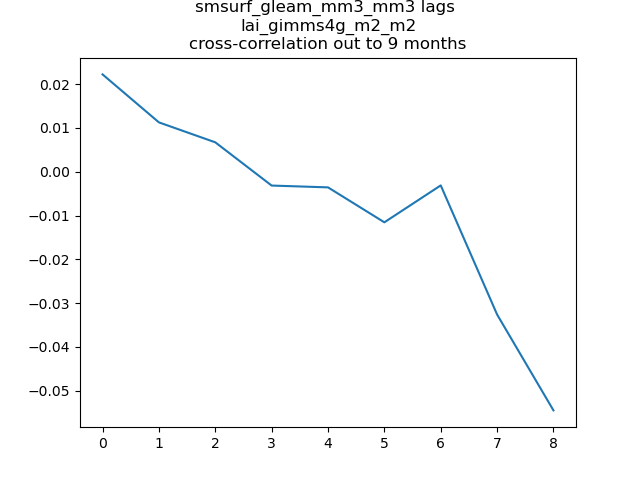 smsurf_gleam_mm3_mm3 lags
lai_gimms4g_m2_m2
cross-correlation out to 9 months
0.02
0.01
0.00
−0.01
−0.02
−0.03
−0.04
−0.05
0 1 2 3 4 5 6 7 8